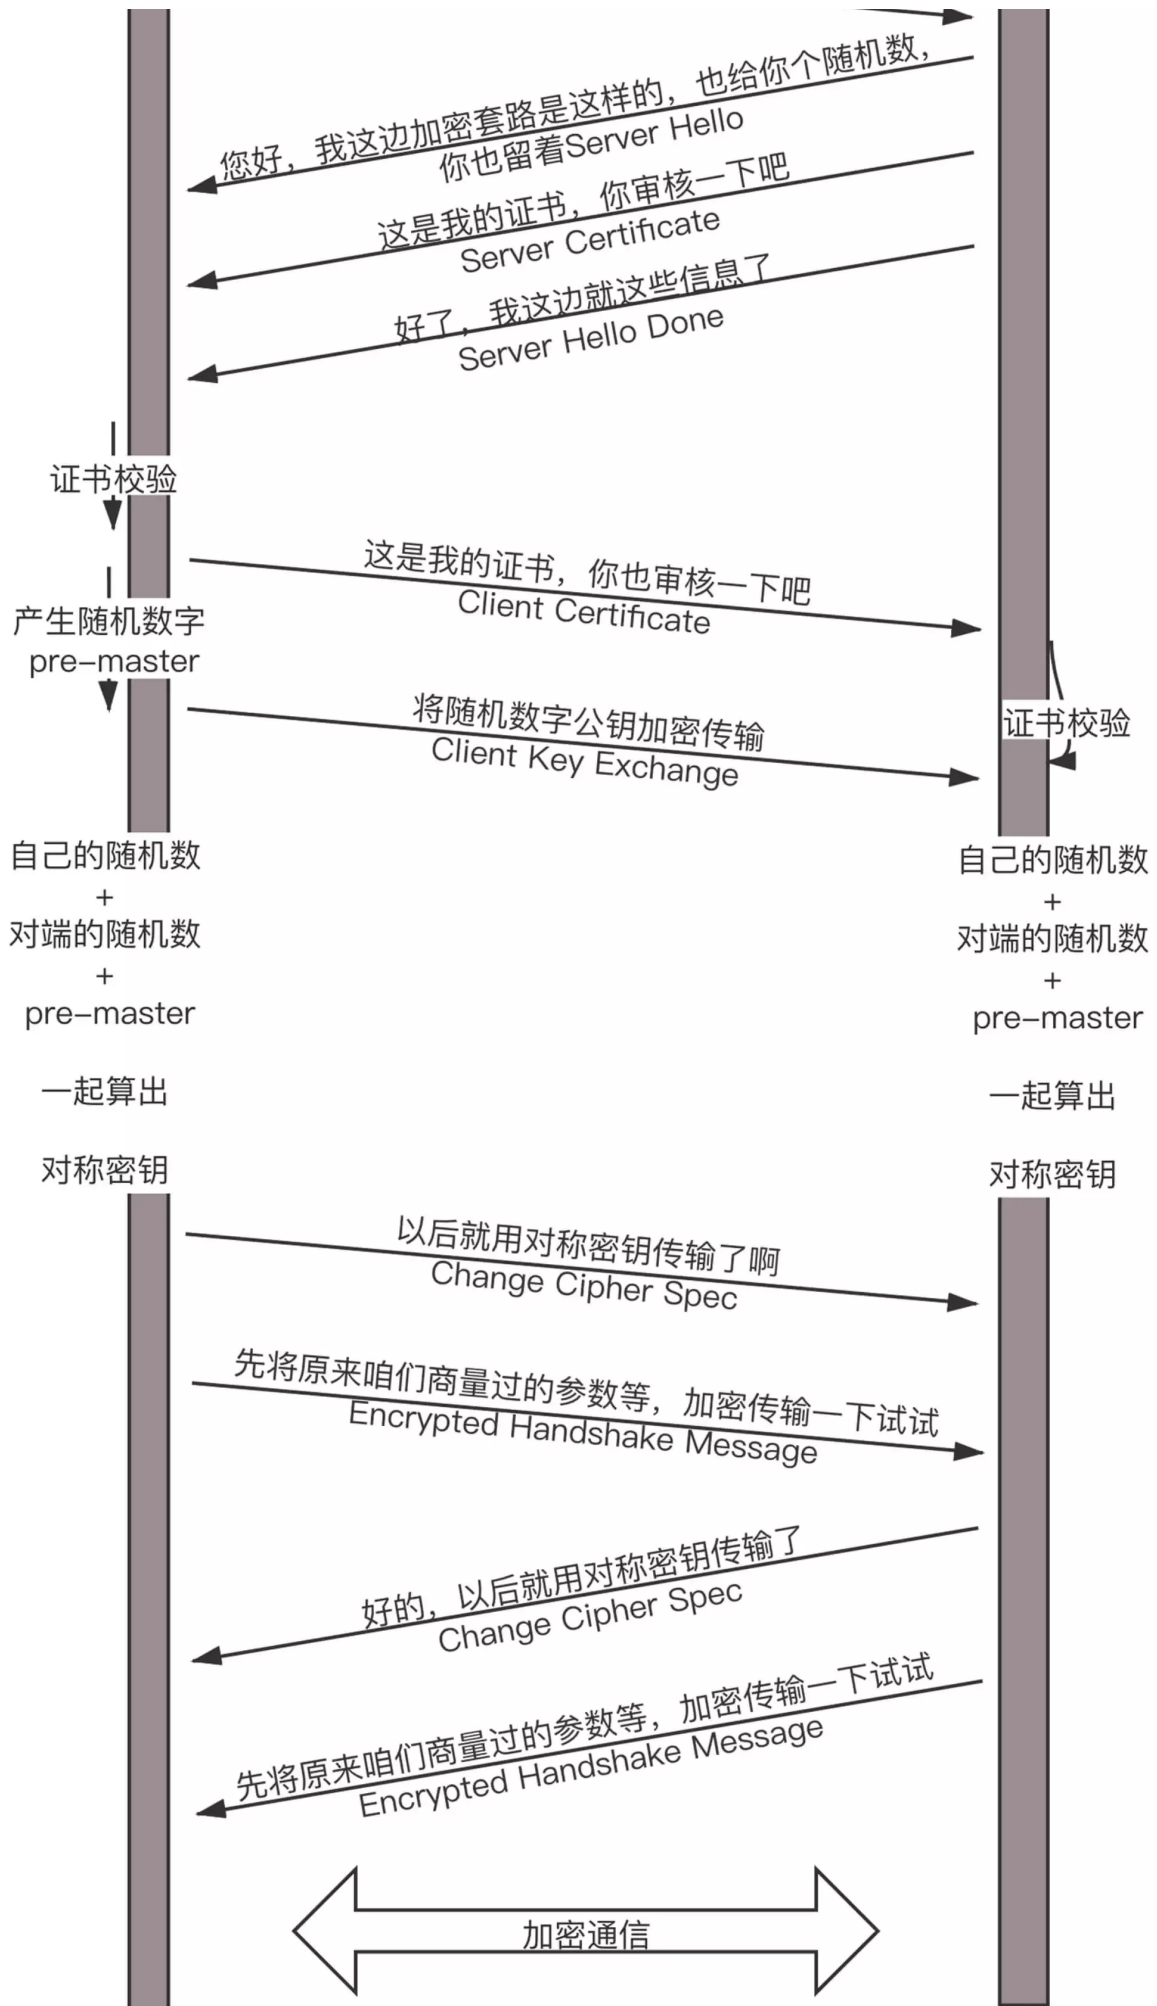 您好，我这边加密套路是这样的，也给你个随机数，
你也留着Server Hello
这是我的证书，你审核一下吧
Server Certificate
好了，我这边就这些信息了
Server Hello Done
证书校验
这是我的证书，你也审核一下吧
Client Certificate
产生随机数字
pre-master
将随机数字公钥加密传输
Client Key Exchange
证书校验
自己的随机数
+
对端的随机数
+
pre-master
一起算出
对称密钥
自己的随机数
+
对端的随机数
+
pre-master
一起算出
对称密钥
以后就用对称密钥传输了啊
Change Cipher Spec
先将原来咱们商量过的参数等，加密传输一下试试
Encrypted Handshake Message
好的，以后就用对称密钥传输了
Change Cipher Spec
先将原来咱们商量过的参数等，加密传输一下试试
Encrypted Handshake Message
加密通信